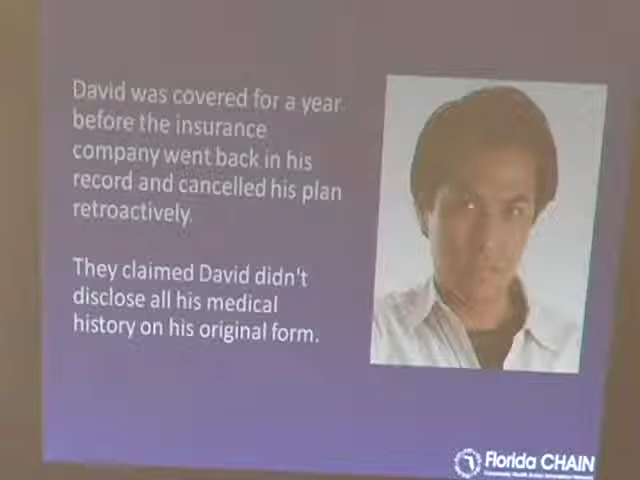 David was covered for a year
before the insurance
company went back in his
record and cancelled his plan
retroactively.
They claimed David didn't
disclose all his medical
history on his original form.
Florida CHAIN